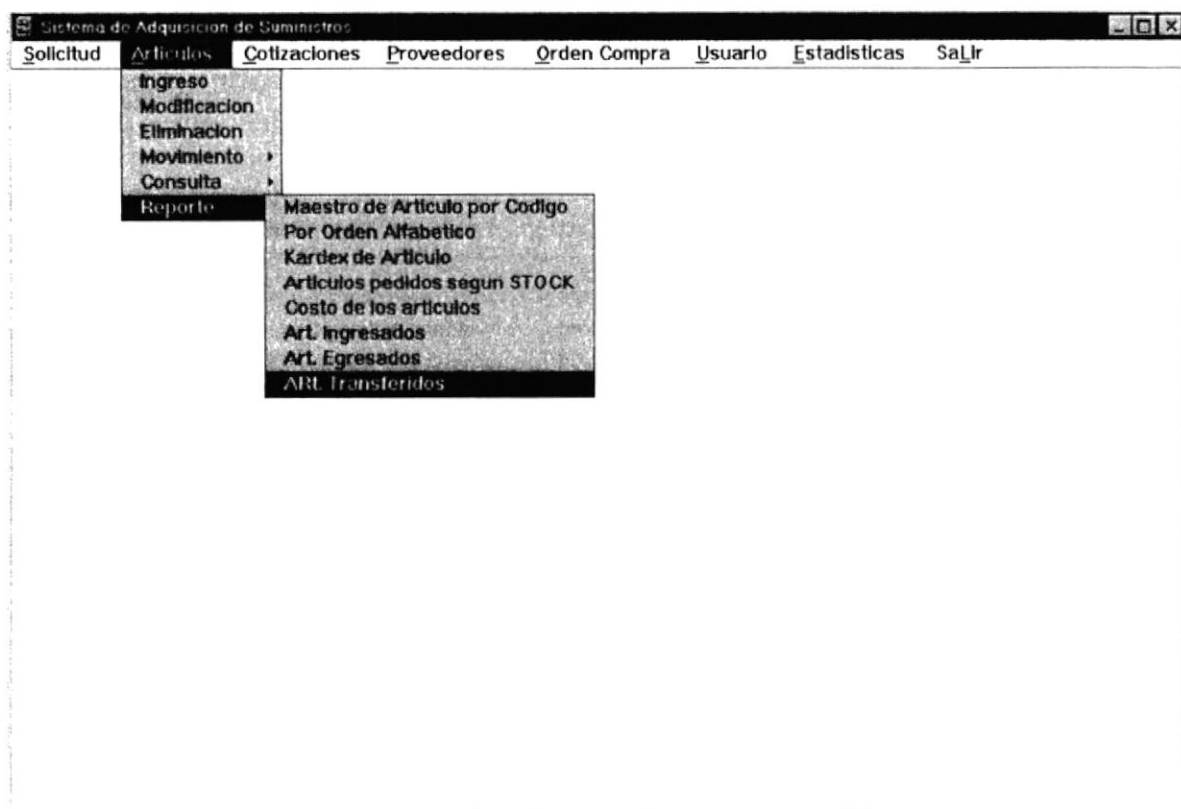 Sistema de Adquisicion de Suministros
Solicitud Articulos Cotizaciones Proveedores Orden Compra Usuario Estadisticas SaLir
Ingreso
Modificacion
Eliminacion
Movimiento
Consulta
Reporte
Maestro de Articulo por Codigo
Por Orden Alfabetico
Kardex de Articulo
Articulos pedidos segun STOCK
Costo de los articulos
Art. Ingresados
Art. Egresados
ARt. Transferidos